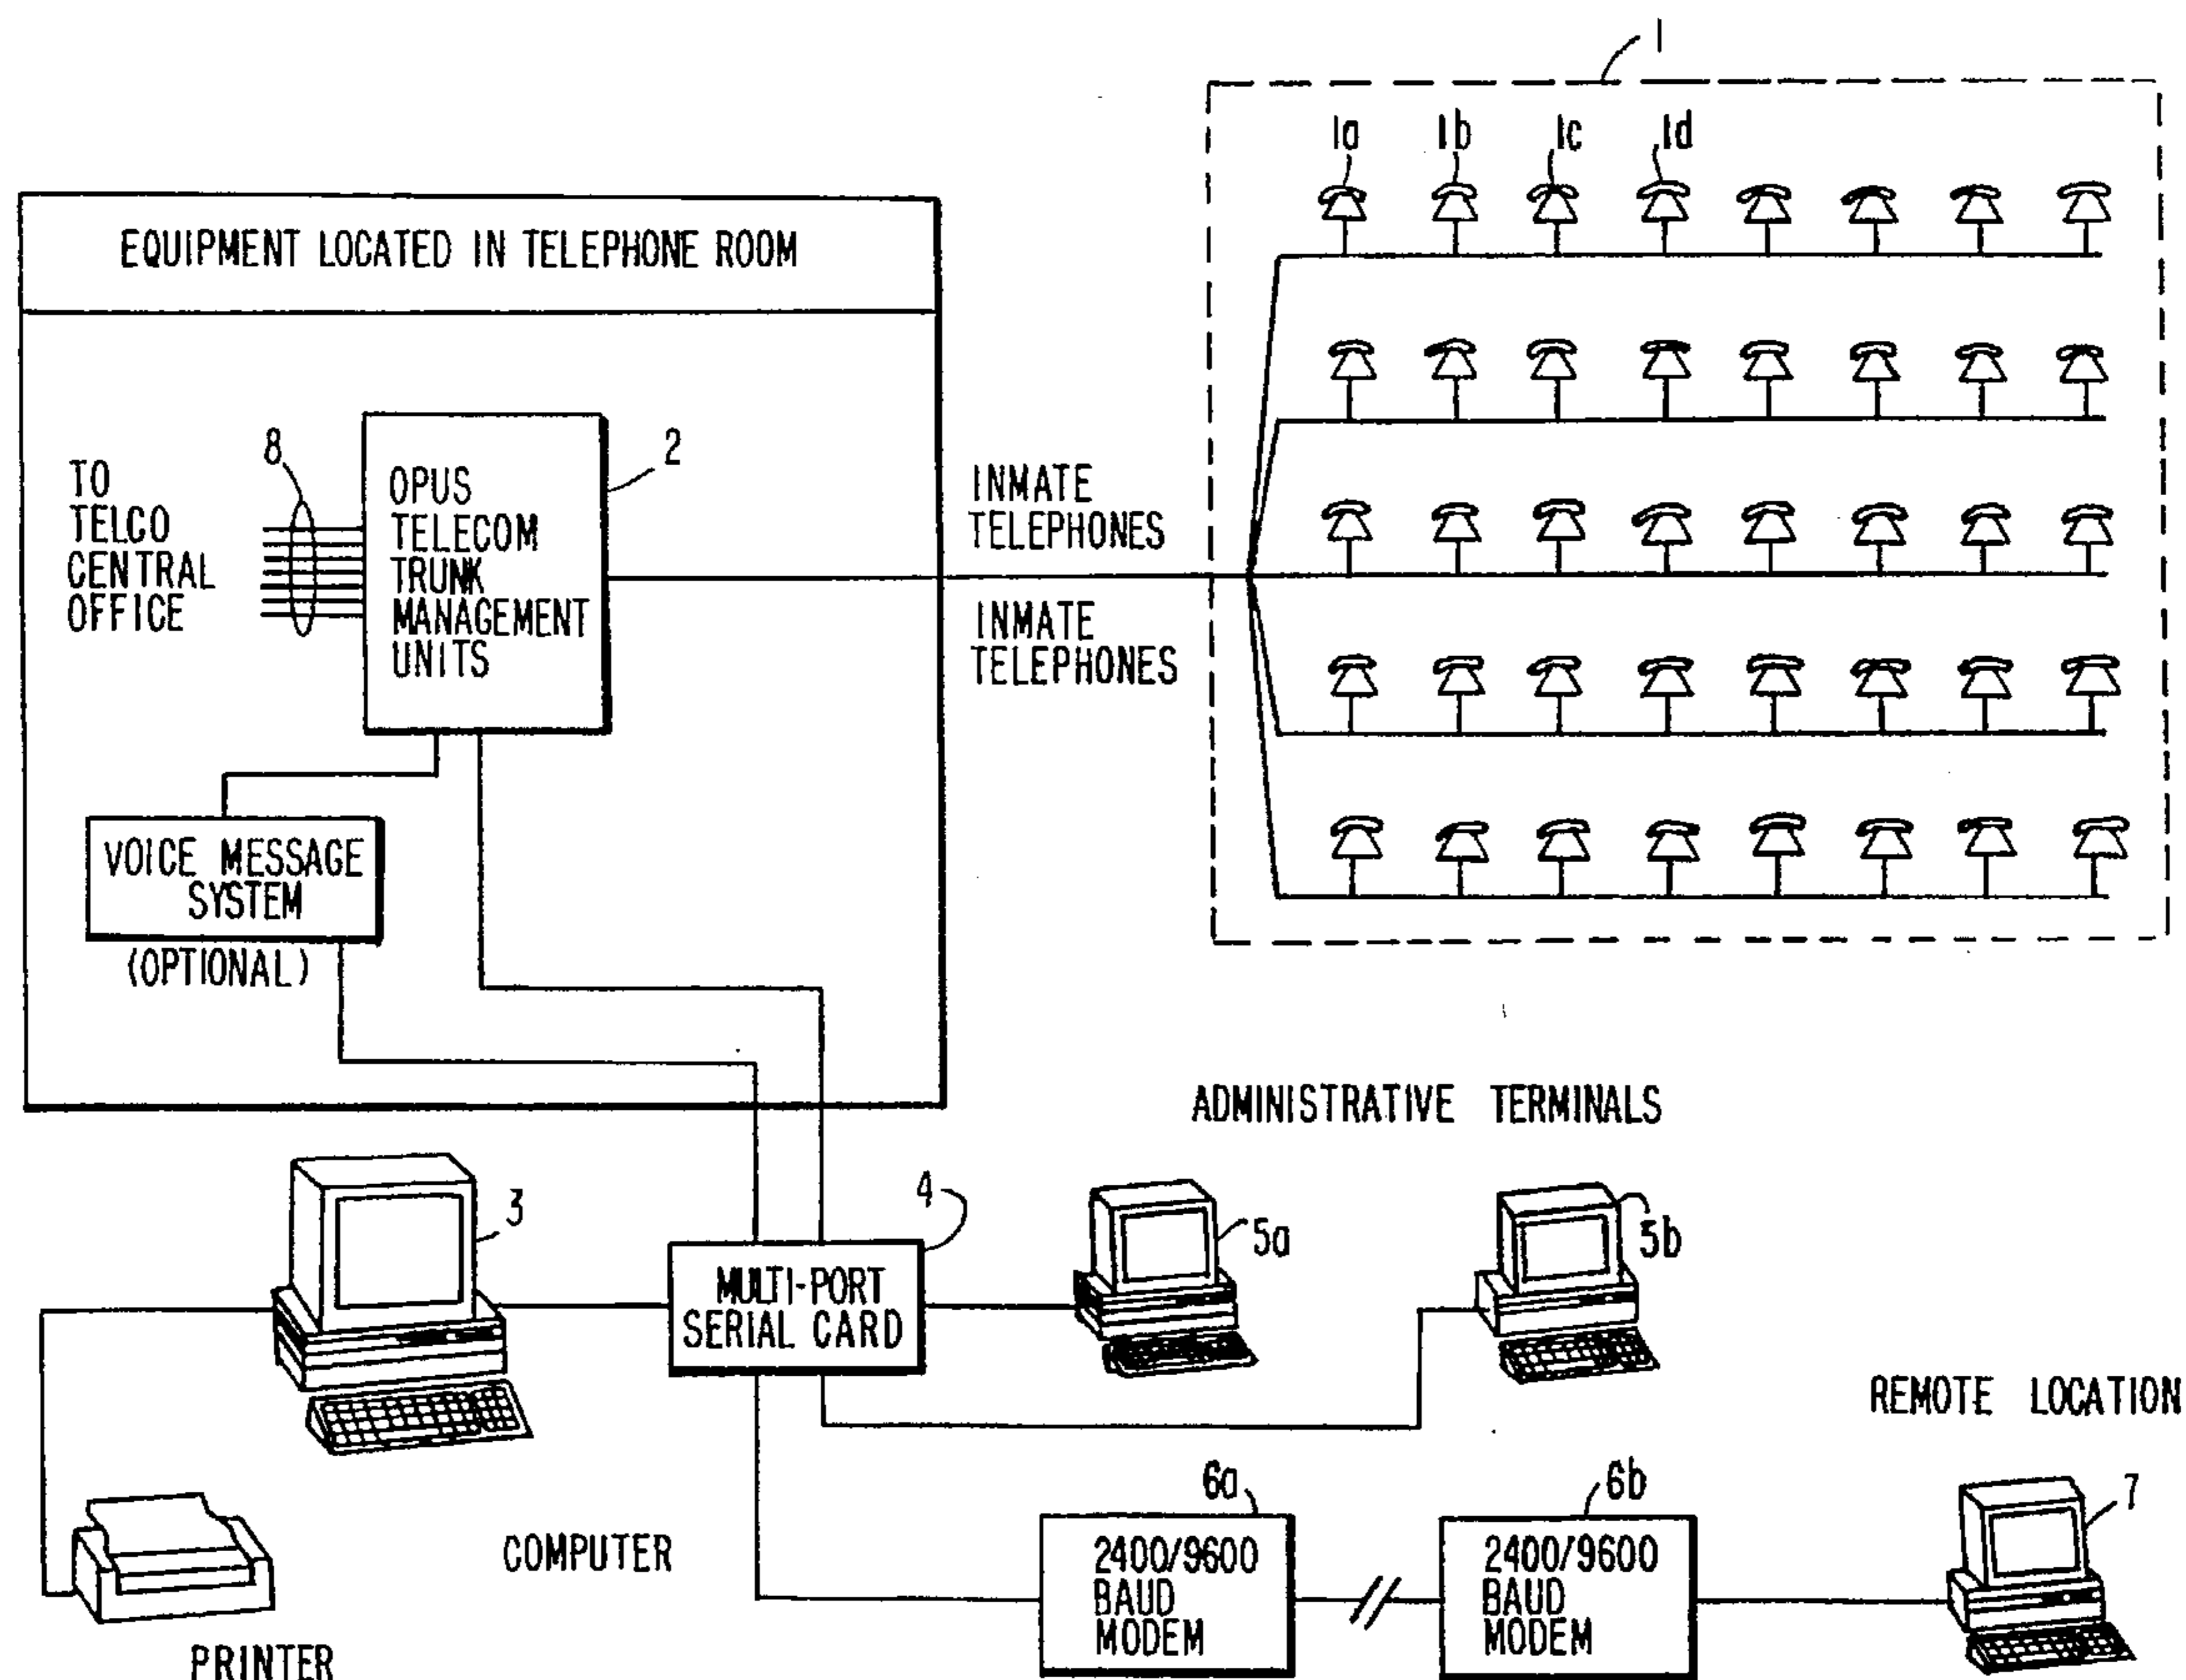 1
1a 1b 1c 1d
EQUIPMENT LOCATED IN TELEPHONE ROOM
TO
TELCO
CENTRAL
OFFICE
8
OPUS
TELECOM
TRUNK
MANAGEMENT
UNITS
2
INMATE
TELEPHONES
INMATE
TELEPHONES
VOICE MESSAGE
SYSTEM
(OPTIONAL)
ADMINISTRATIVE TERMINALS
3
4
MULTI-PORT
SERIAL CARD
5a
5b
REMOTE LOCATION
COMPUTER
6a
2400/9600
BAUD
MODEM
6b
2400/9600
BAUD
MODEM
7
PRINTER